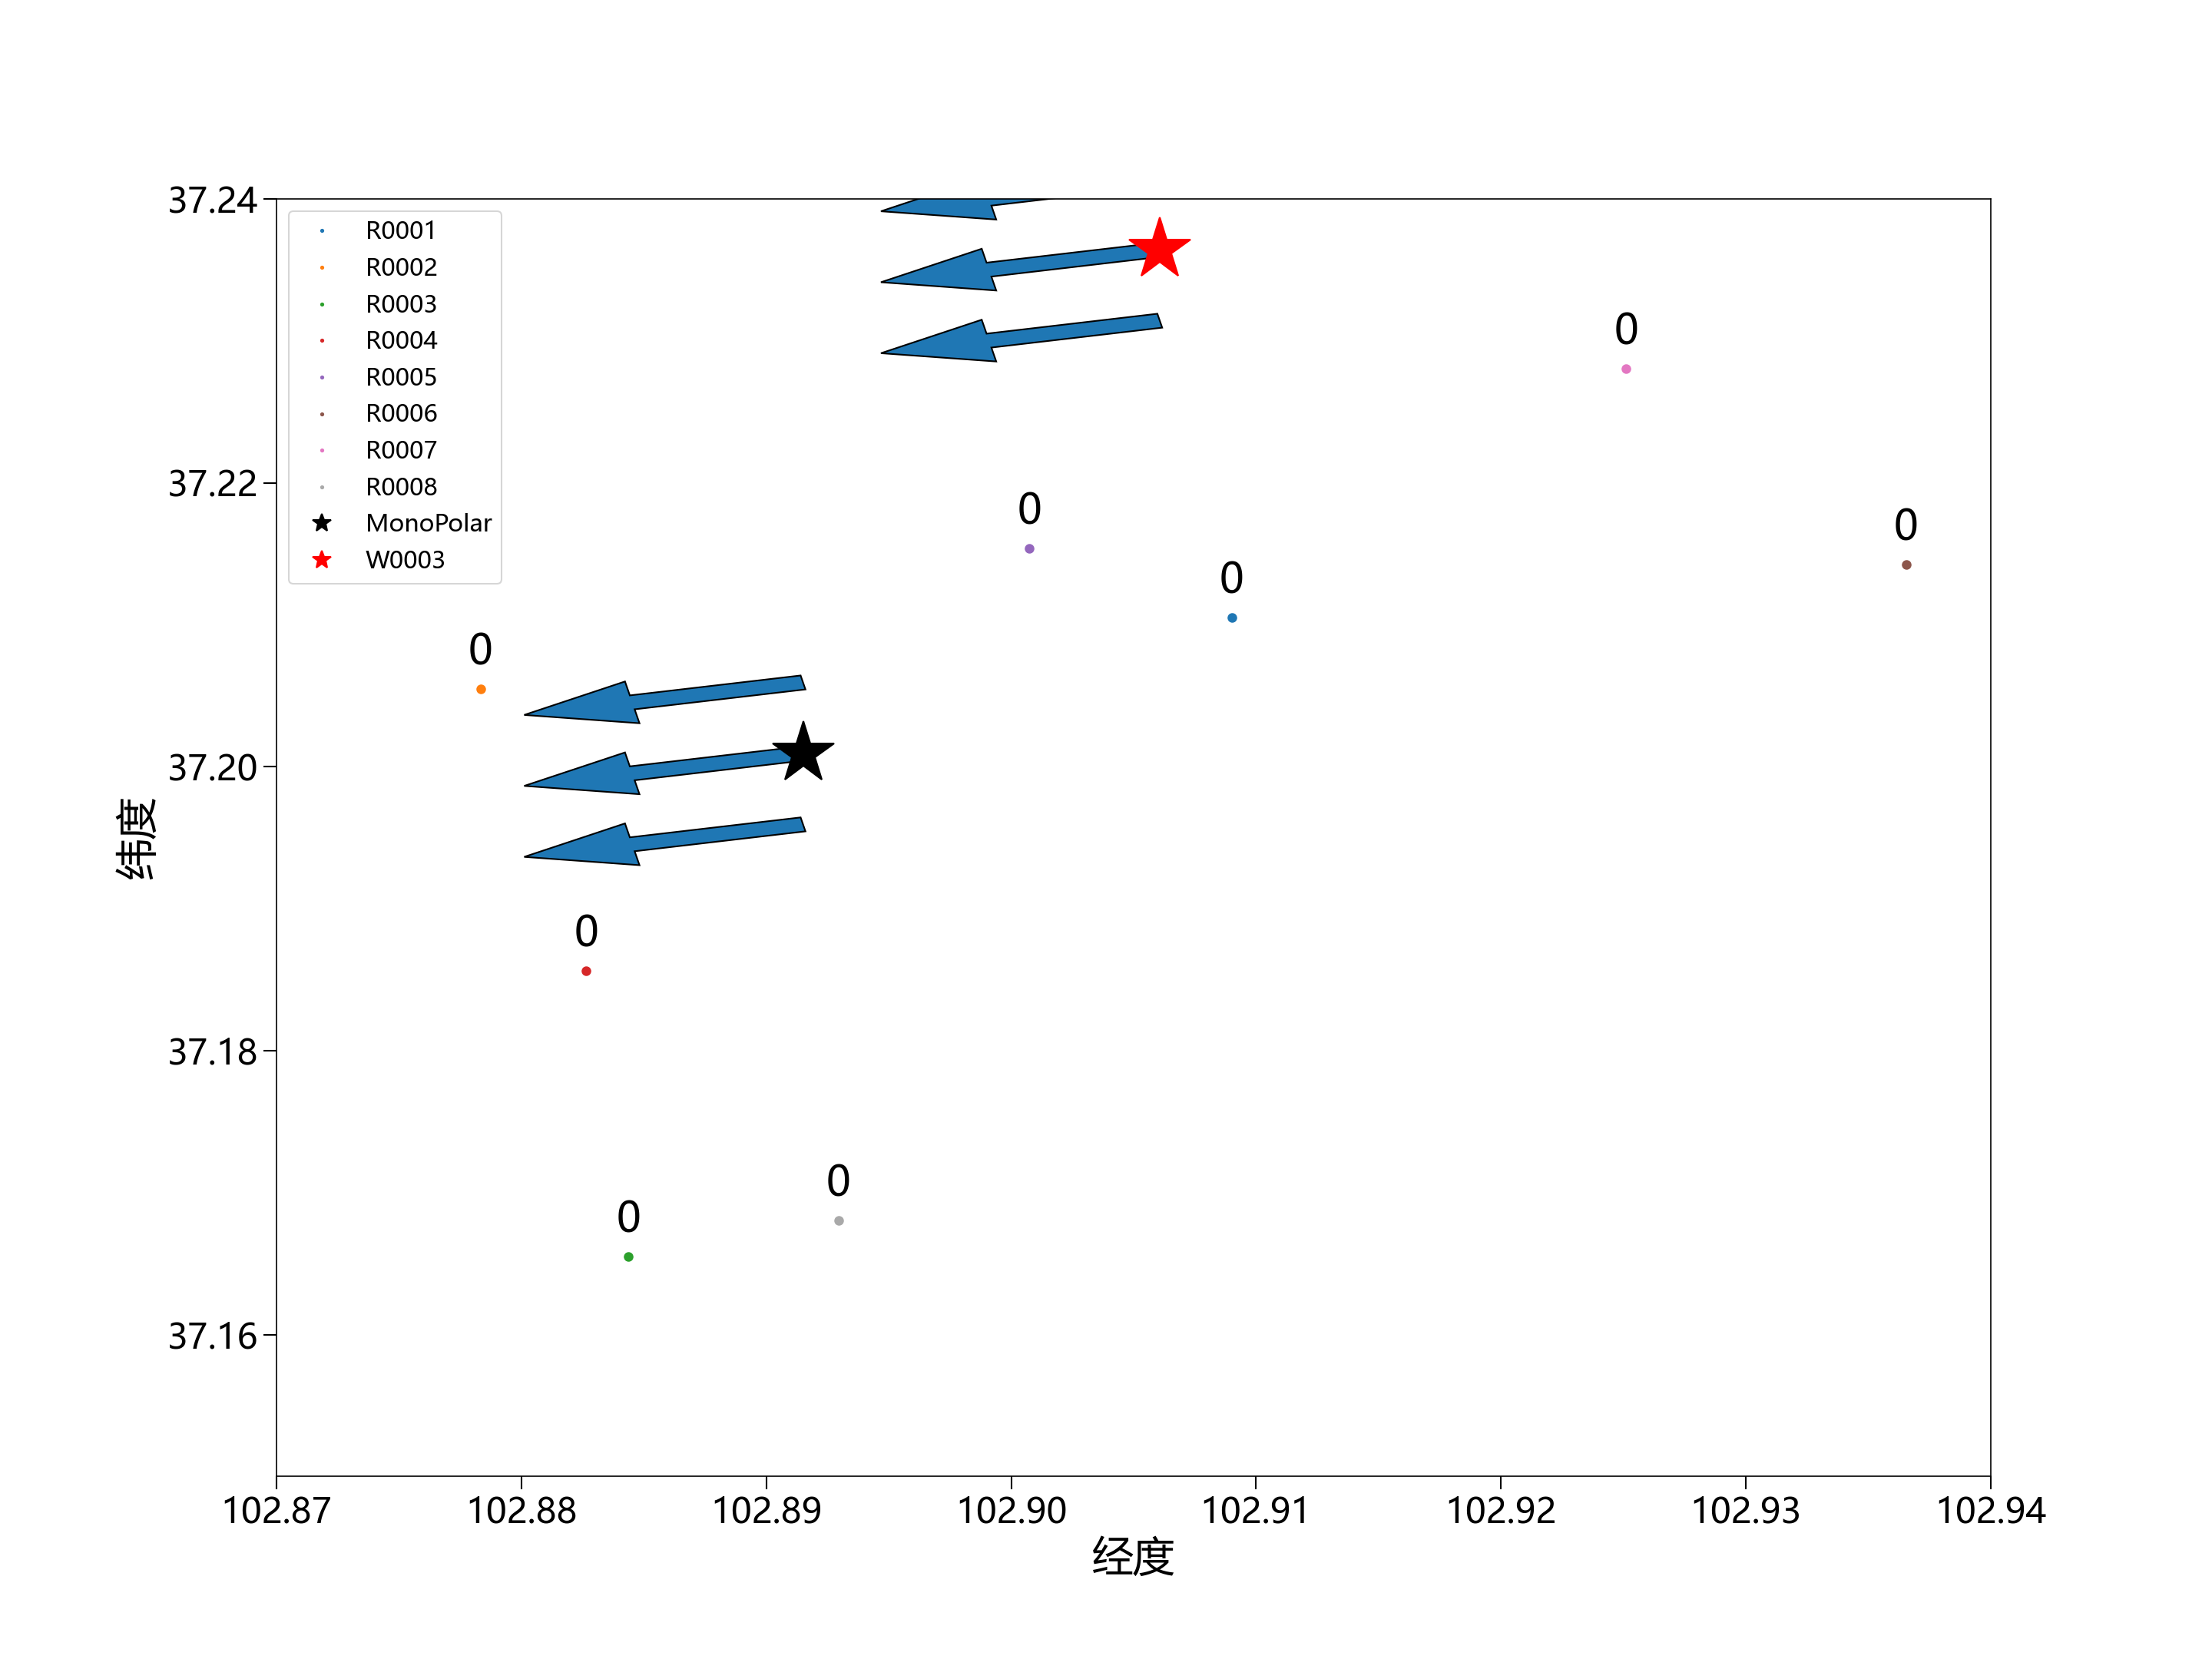 37.24
37.22
37.20
37.18
37.16
纬度
R0001
R0002
R0003
R0004
R0005
R0006
R0007
R0008
MonoPolar
W0003
0
0
0
0
0
0
0
0
102.87 102.88 102.89 102.90 102.91 102.92 102.93 102.94
经度